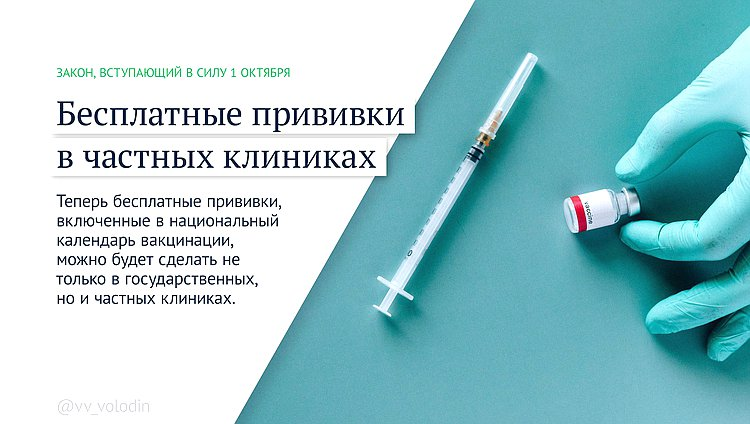 ЗАКОН, ВСТУПАЮЩИЙ В СИЛУ 1 ОКТЯБРЯ
Бесплатные прививки
в частных клиниках
Теперь бесплатные прививки,
включенные в национальный
календарь вакцинации,
можно будет сделать не
только в государственных,
но и частных клиниках.
vaccine
@vv_volodin